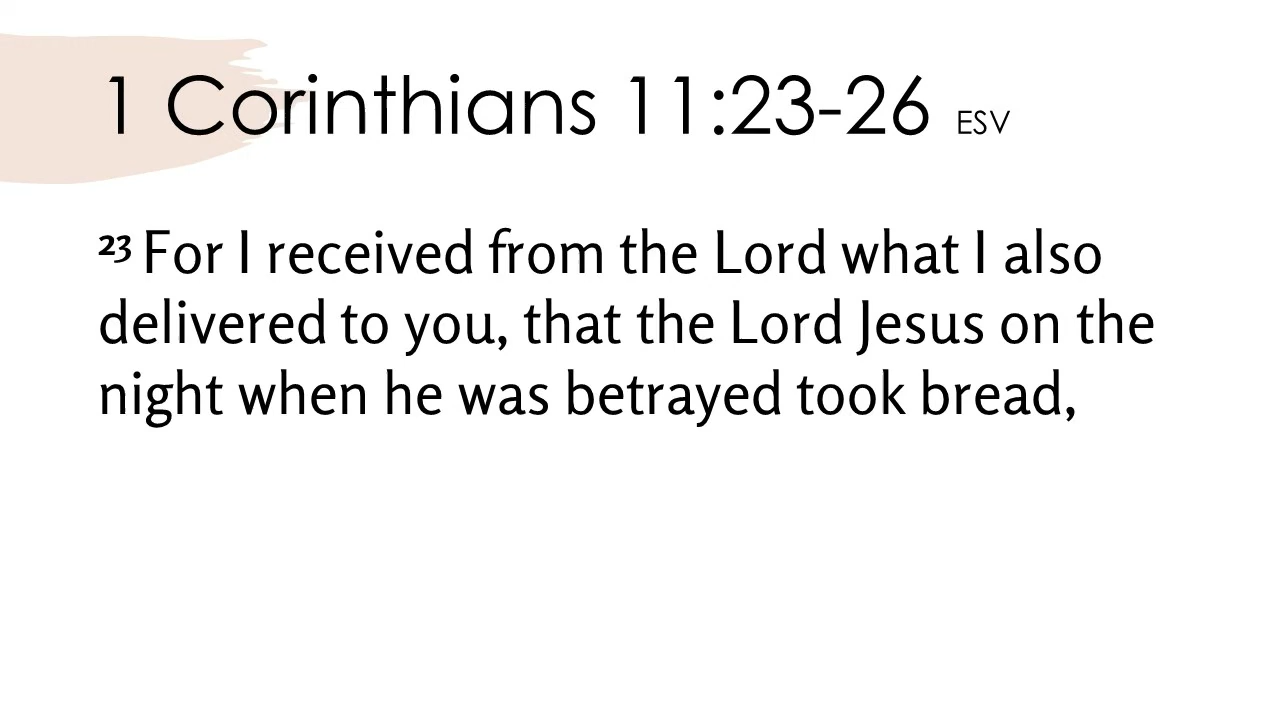 1 Corinthians 11:23-26 ESV
23 For I received from the Lord what I also
delivered to you, that the Lord Jesus on the
night when he was betrayed took bread,